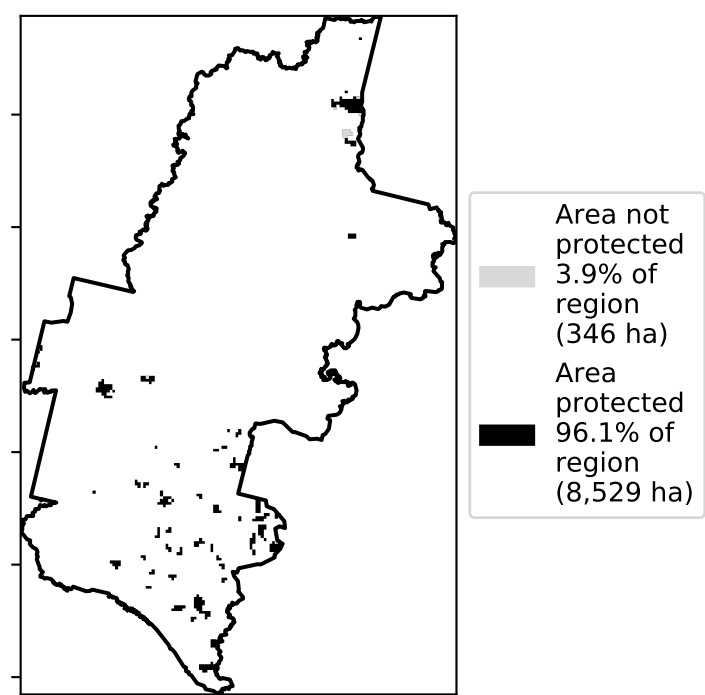 Area not
protected
3.9% of
region
(346 ha)
Area
protected
96.1% of
region
(8,529 ha)